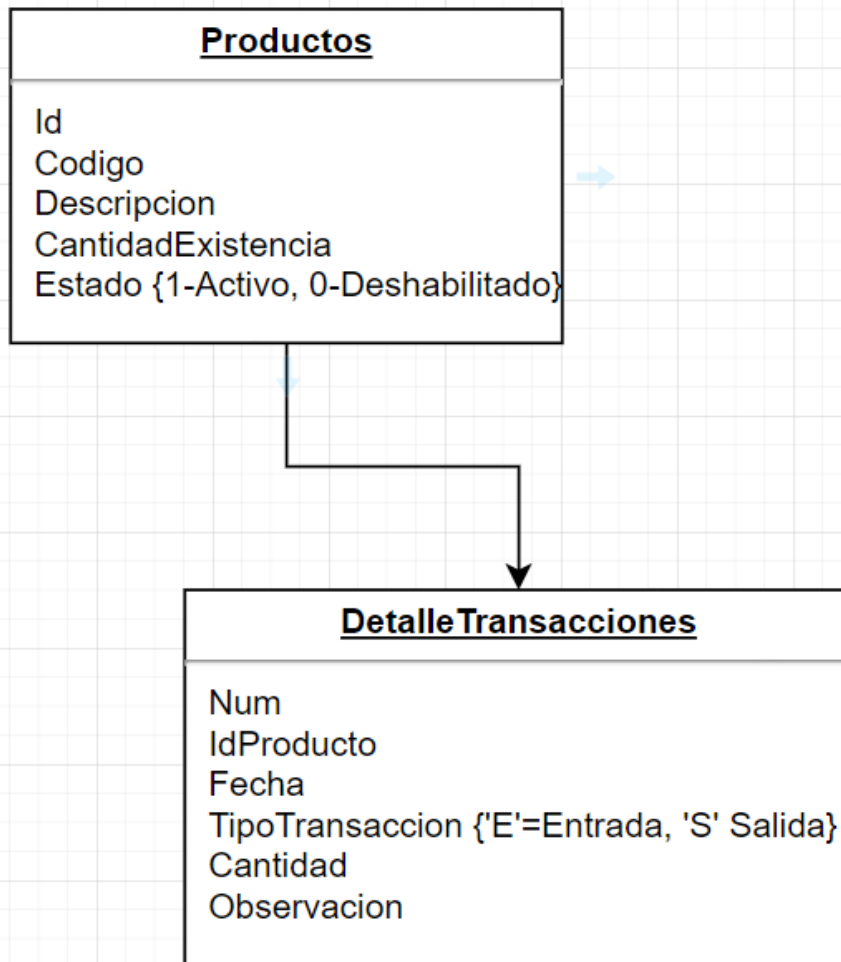 Productos
Id
Codigo
Descripcion
CantidadExistencia
Estado {1-Activo, 0-Deshabilitado}
DetalleTransacciones
Num
IdProducto
Fecha
TipoTransaccion {'E'=Entrada, 'S' Salida}
Cantidad
Observacion